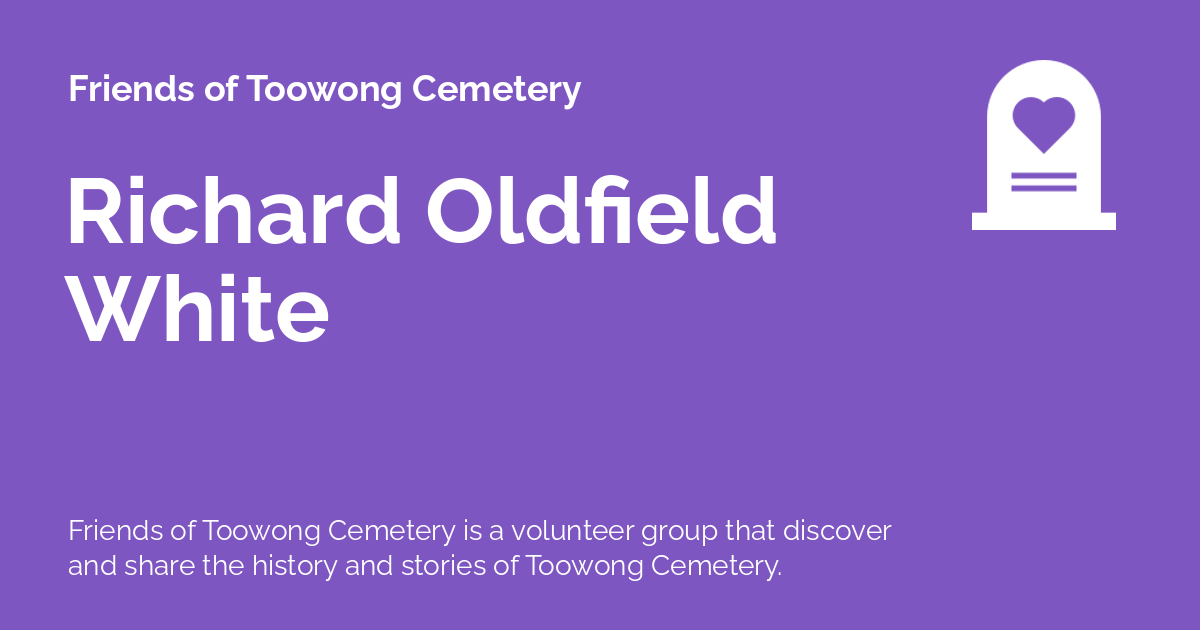 Friends of Toowong Cemetery
Richard Oldfield
White
Friends of Toowong Cemetery is a volunteer group that discover
and share the history and stories of Toowong Cemetery.